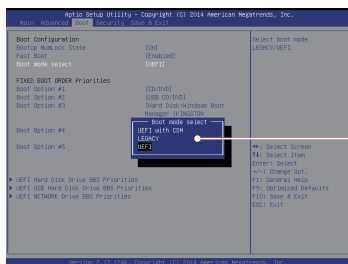 Aptio Setup Utility - Copyright (C) 2014 American Megatrends, Inc.
Main Advanced Boot Security Save & Exit
Boot Configuration
Bootup NumLock State [On]
Fast Boot [Enabled]
Boot mode select [UEFI]
FIXED BOOT ORDER Priorities
Boot Option #1 [CD/DVD]
Boot Option #2 [USB CD/DVD]
Boot Option #3 [Hard Disk:Windows Boot
Manager (KINGSTON
Boot mode select
Boot Option #4
UEFI with CSM
LEGACY
Boot Option #5
UEFI
UEFI Hard Disk Drive BBS Priorities
UEFI USB Hard Disk Drive BBS Priorities
UEFI NETWORK Drive BBS Priorities
Select boot mode
LEGACY/UEFI
: Select Screen
: Select Item
Enter: Select
+/-: Change Opt.
F1: General Help
F9: Optimized Defaults
F10: Save & Exit
ESC: Exit
Version 2.17.1246. Copyright (C) 2014 American Megatrends, Inc.